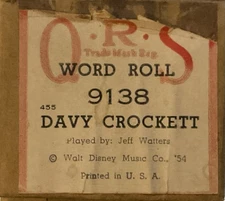 Q·R·S
Trade Mark Reg.
WORD ROLL
9138
455
DAVY CROCKETT
Played by: Jeff Watters
© Walt Disney Music Co., '54
Printed in U. S. A.